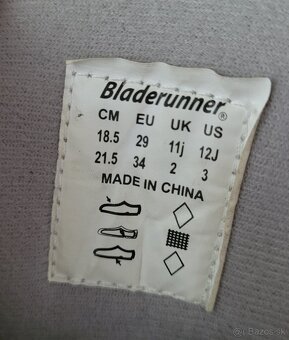 Bladerunner®
CM EU UK US
18.5 29 11j 12J
21.5 34 2 3
MADE IN CHINA
Bazos.sk